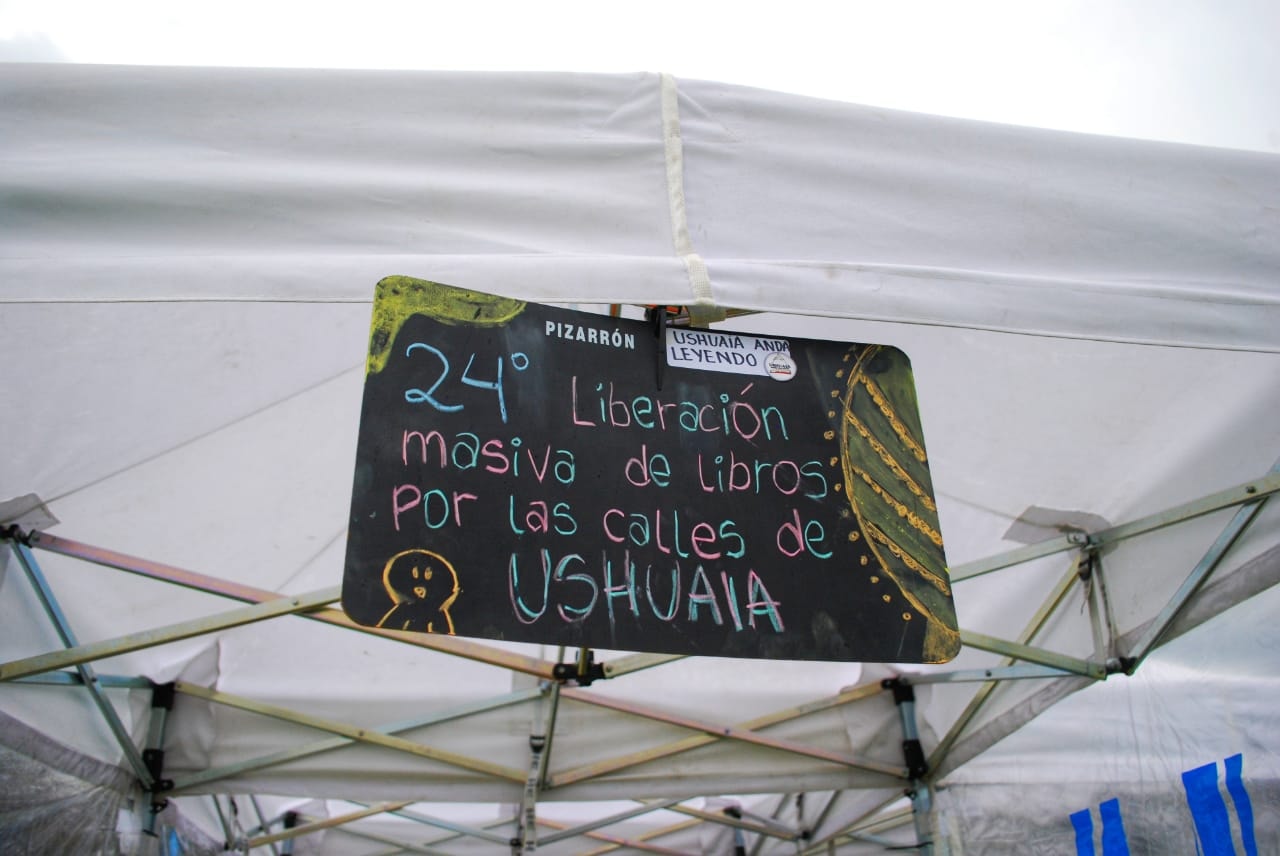 PIZARRÓN
USHUAIA ANDA
LEYENDO
24° Liberación
masiva de libros
por las calles de
USHUAIA